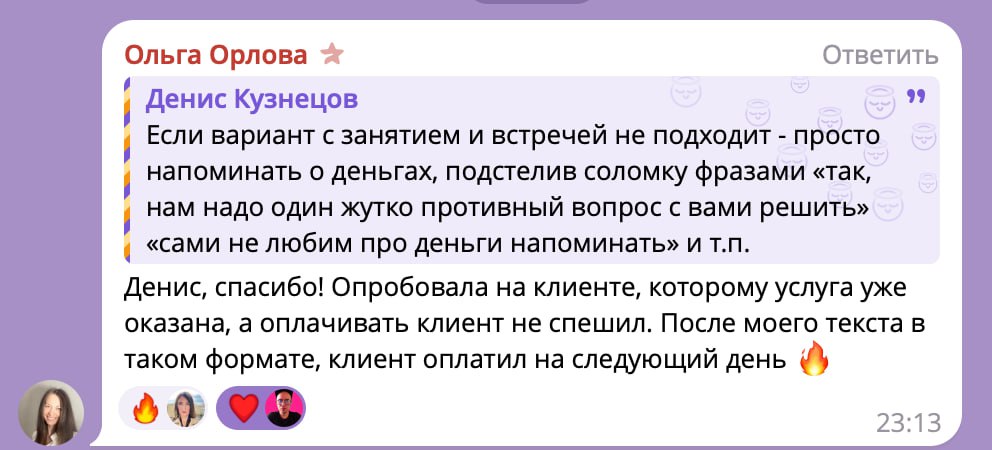 Ольга Орлова
Ответить
Денис Кузнецов
Если вариант с занятием и встречей не подходит - просто
напоминать о деньгах, подстелив соломку фразами «так,
нам надо один жутко противный вопрос с вами решить»
«сами не любим про деньги напоминать» и т.п.
Денис, спасибо! Опробовала на клиенте, которому услуга уже
оказана, а оплачивать клиент не спешил. После моего текста в
таком формате, клиент оплатил на следующий день 🔥
23:13